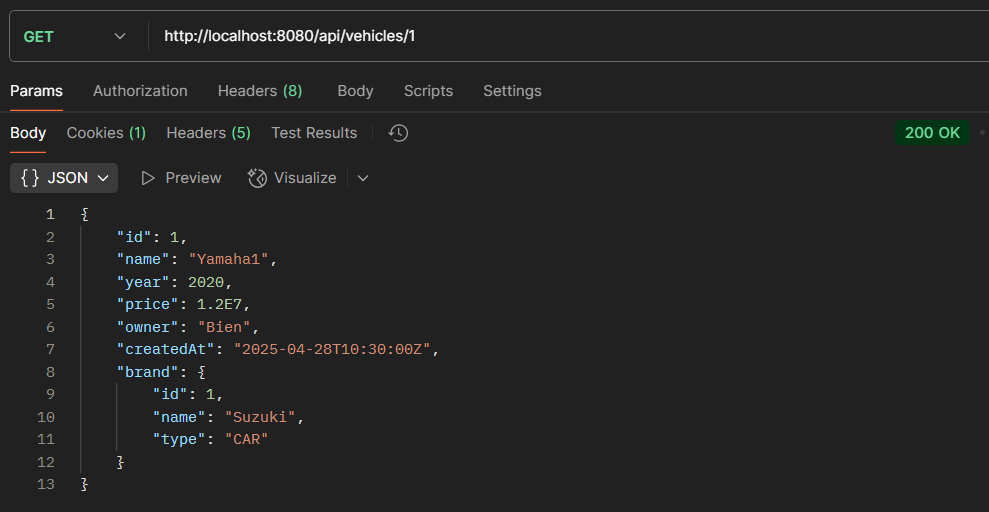 GET http://localhost:8080/api/vehicles/1
Params Authorization Headers (8) Body Scripts Settings
Body Cookies (1) Headers (5) Test Results 200 OK
{} JSON Preview Visualize
1 {
2 "id": 1,
3 "name": "Yamaha1",
4 "year": 2020,
5 "price": 1.2E7,
6 "owner": "Bien",
7 "createdAt": "2025-04-28T10:30:00Z",
8 "brand": {
9 "id": 1,
10 "name": "Suzuki",
11 "type": "CAR"
12 }
13 }